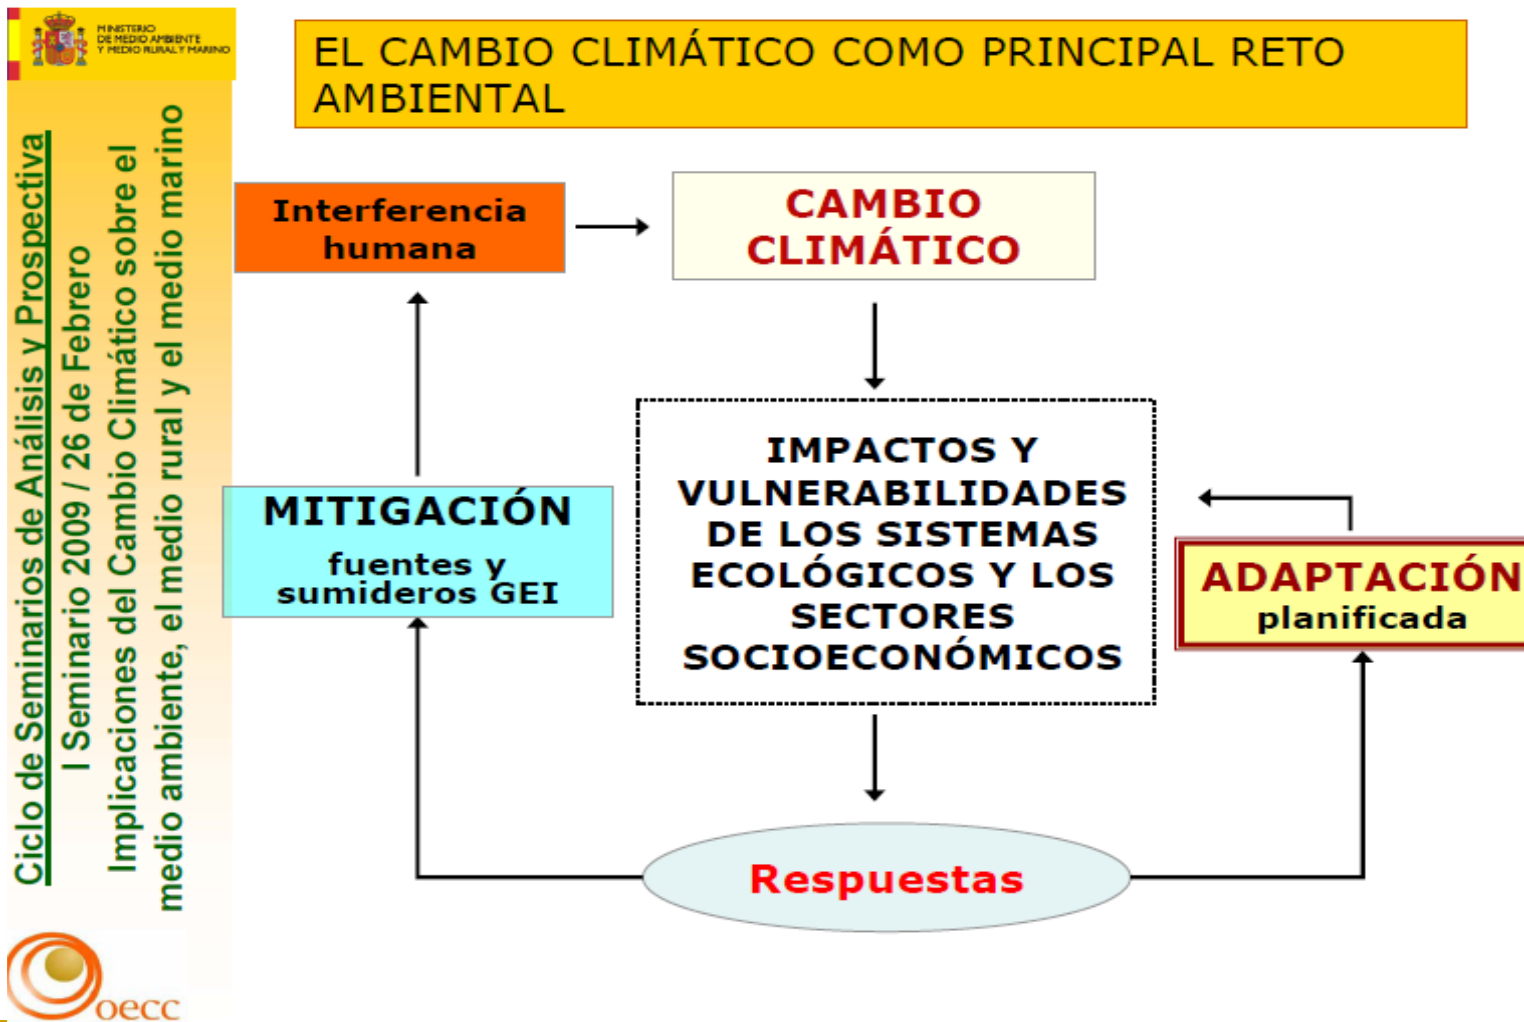 MINISTERIO
DE MEDIO AMBIENTE
Y MEDIO RURAL Y MARINO
EL CAMBIO CLIMÁTICO COMO PRINCIPAL RETO
AMBIENTAL
Ciclo de Seminarios de Análisis y Prospectiva
I Seminario 2009 / 26 de Febrero
Implicaciones del Cambio Climático sobre el
medio ambiente, el medio rural y el medio marino
Interferencia
humana
CAMBIO
CLIMÁTICO
IMPACTOS Y
VULNERABILIDADES
DE LOS SISTEMAS
ECOLÓGICOS Y LOS
SECTORES
SOCIOECONÓMICOS
MITIGACIÓN
fuentes y
sumideros GEI
ADAPTACIÓN
planificada
Respuestas
oecc